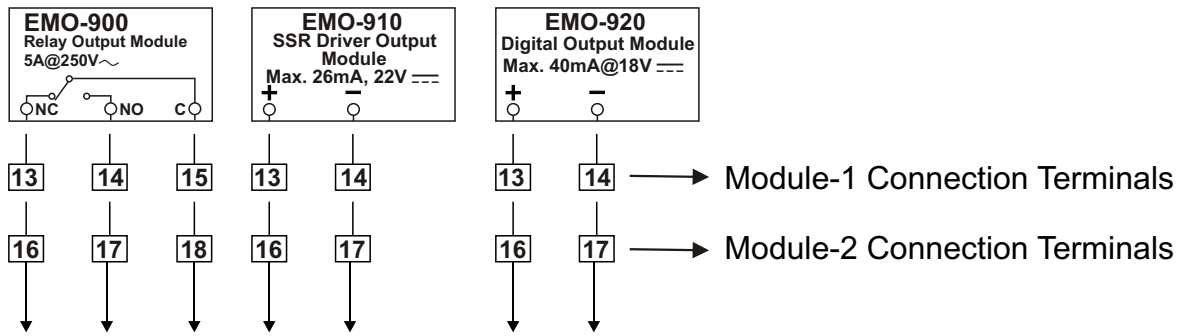 EMO-900
Relay Output Module
5A@250V~
NC NO C
EMO-910
SSR Driver Output
Module
Max. 26mA, 22V
+ −
EMO-920
Digital Output Module
Max. 40mA@18V
+ −
13 14 15 13 14 13 14 Module-1 Connection Terminals
16 17 18 16 17 16 17 Module-2 Connection Terminals